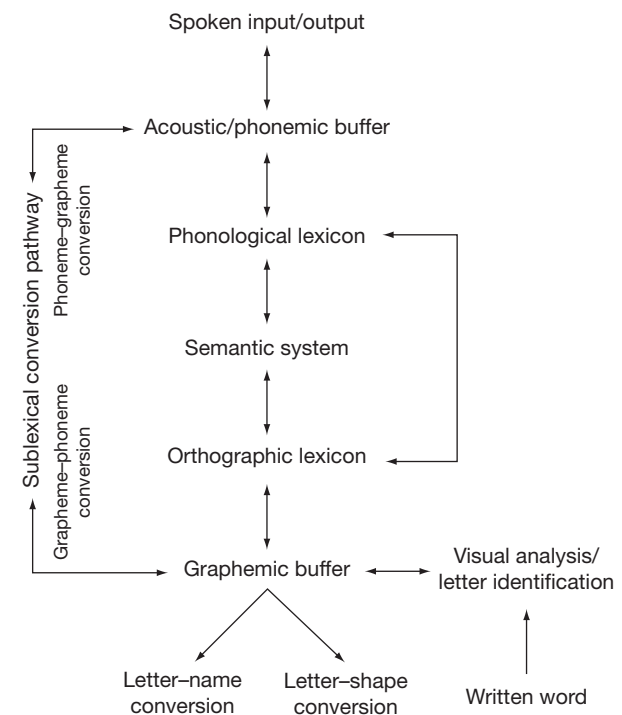 Spoken input/output
Acoustic/phonemic buffer
Sublexical conversion pathway
Phoneme–grapheme
conversion
Phonological lexicon
Semantic system
Grapheme–phoneme
conversion
Orthographic lexicon
Graphemic buffer
Visual analysis/
letter identification
Letter–name
conversion
Letter–shape
conversion
Written word